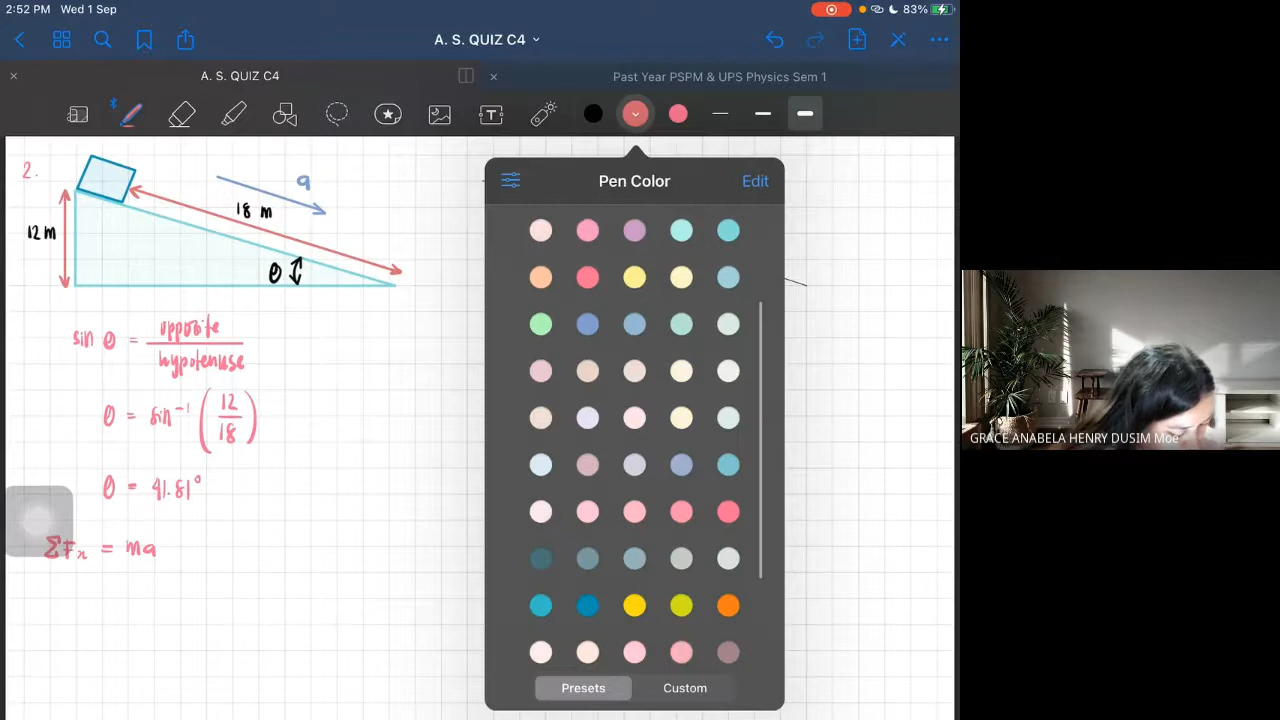 2:52 PM Wed 1 Sep
83%
A. S. QUIZ C4
A. S. QUIZ C4
Past Year PSPM & UPS Physics Sem 1
T
Pen Color
Edit
Presets
Custom
2.
a
18 m
12 m
θ
sin θ = opposite / hypotenuse
θ = sin⁻¹ (12/18)
θ = 41.81°
ΣFx = ma
GRACE ANABELA HENRY DUSIM Moe